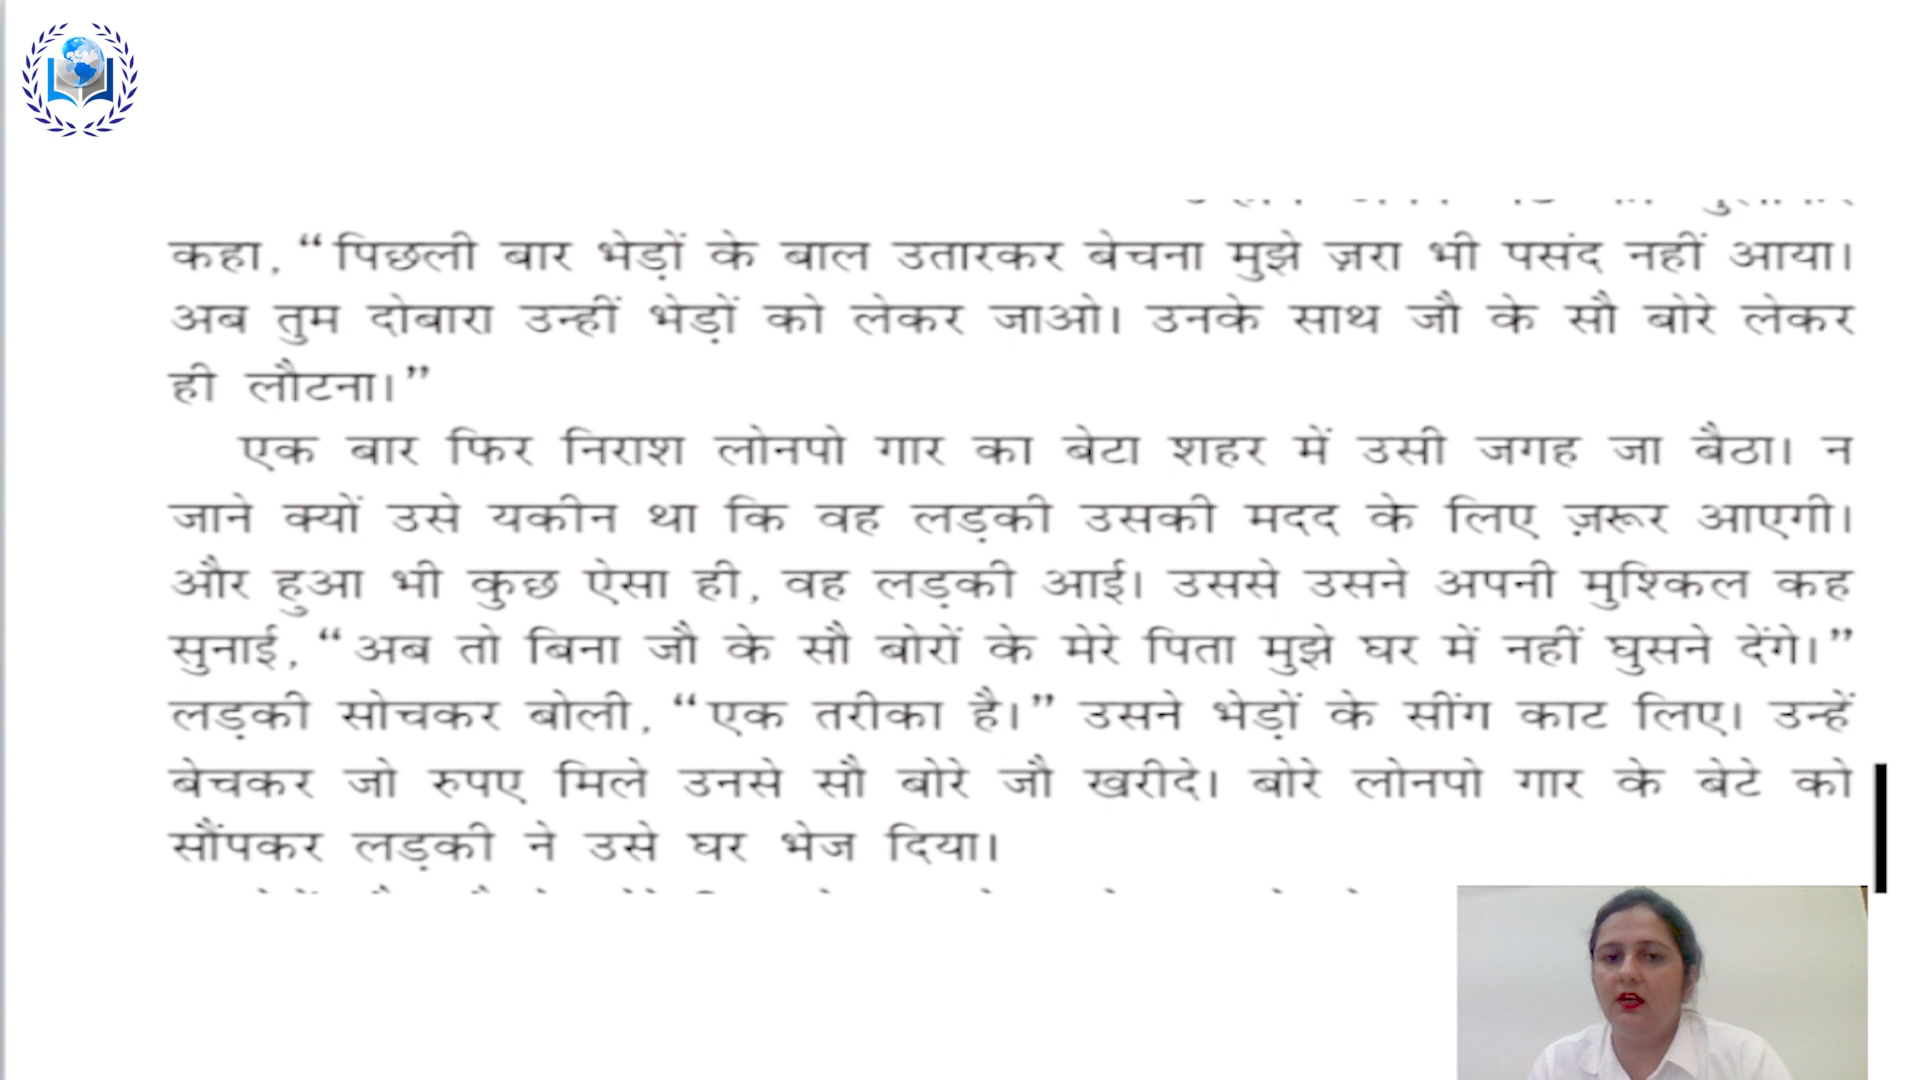 कहा, “पिछली बार भेड़ों के बाल उतारकर बेचना मुझे ज़रा भी पसंद नहीं आया।
अब तुम दोबारा उन्हीं भेड़ों को लेकर जाओ। उनके साथ जौ के सौ बोरे लेकर
ही लौटना।”
एक बार फिर निराश लोनपो गार का बेटा शहर में उसी जगह जा बैठा। न
जाने क्यों उसे यकीन था कि वह लड़की उसकी मदद के लिए ज़रूर आएगी।
और हुआ भी कुछ ऐसा ही, वह लड़की आई। उससे उसने अपनी मुश्किल कह
सुनाई, “अब तो बिना जौ के सौ बोरों के मेरे पिता मुझे घर में नहीं घुसने देंगे।”
लड़की सोचकर बोली, “एक तरीका है।” उसने भेड़ों के सींग काट लिए। उन्हें
बेचकर जो रुपए मिले उनसे सौ बोरे जौ खरीदे। बोरे लोनपो गार के बेटे को
सौंपकर लड़की ने उसे घर भेज दिया।